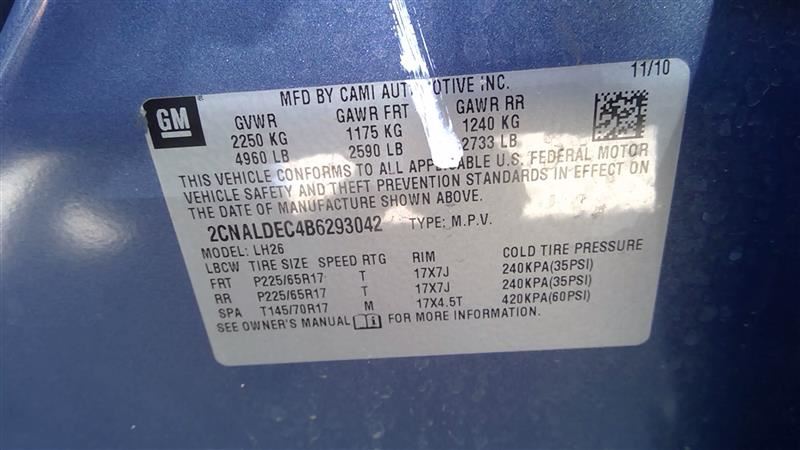 11/10
MFD BY CAMI AUTOMOTIVE INC.
GM
GVWR GAWR FRT GAWR RR
2250 KG 1175 KG 1240 KG
4960 LB 2590 LB 2733 LB
THIS VEHICLE CONFORMS TO ALL APPLICABLE U.S. FEDERAL MOTOR
VEHICLE SAFETY AND THEFT PREVENTION STANDARDS IN EFFECT ON
THE DATE OF MANUFACTURE SHOWN ABOVE.
2CNALDEC4B6293042 TYPE: M.P.V.
MODEL: LH26
LBCW TIRE SIZE SPEED RTG RIM COLD TIRE PRESSURE
FRT P225/65R17 T 17X7J 240KPA(35PSI)
RR P225/65R17 T 17X7J 240KPA(35PSI)
SPA T145/70R17 M 17X4.5T 420KPA(60PSI)
SEE OWNER'S MANUAL FOR MORE INFORMATION.